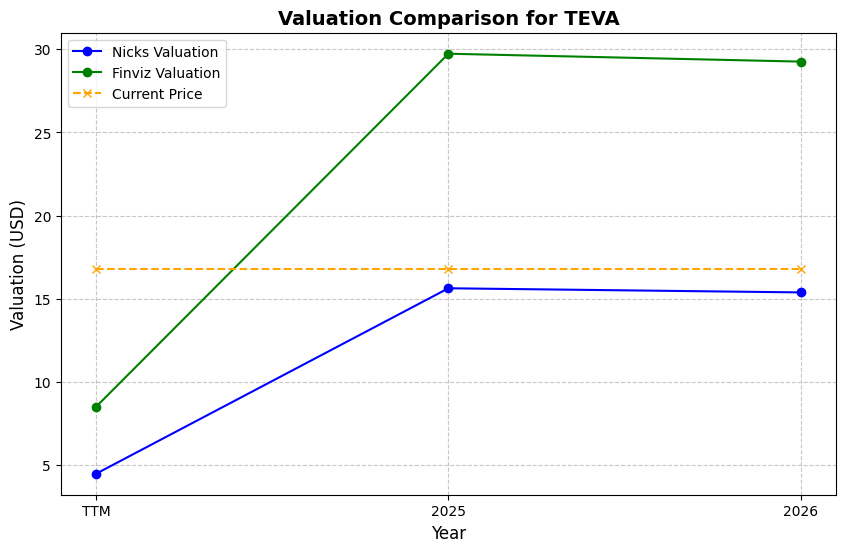 Valuation Comparison for TEVA
Nicks Valuation
Finviz Valuation
Current Price
Valuation (USD)
30
25
20
15
10
5
TTM
2025
2026
Year